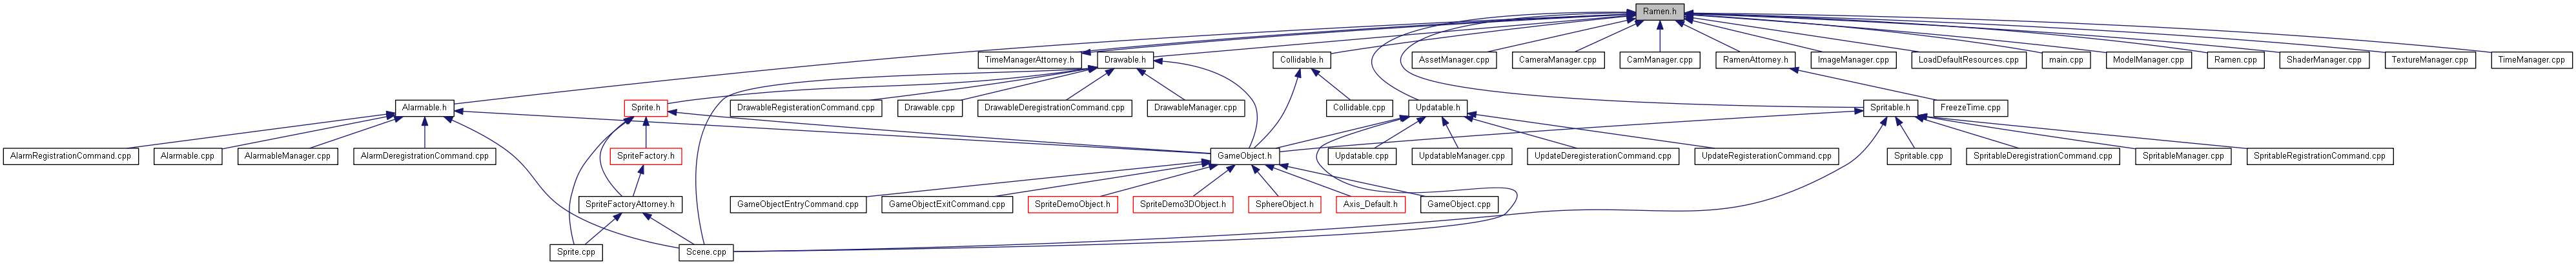 Ramen.h
TimeManagerAttorney.h
Drawable.h
Collidable.h
AssetManager.cpp
CameraManager.cpp
CamManager.cpp
RamenAttorney.h
ImageManager.cpp
LoadDefaultResources.cpp
main.cpp
ModelManager.cpp
Ramen.cpp
ShaderManager.cpp
TextureManager.cpp
TimeManager.cpp
Alarmable.h
Sprite.h
DrawableRegisterationCommand.cpp
Drawable.cpp
DrawableDeregistrationCommand.cpp
DrawableManager.cpp
Collidable.cpp
Updatable.h
Spritable.h
FreezeTime.cpp
AlarmRegistrationCommand.cpp
Alarmable.cpp
AlarmableManager.cpp
AlarmDeregistrationCommand.cpp
SpriteFactory.h
GameObject.h
Updatable.cpp
UpdatableManager.cpp
UpdateDeregisterationCommand.cpp
UpdateRegisterationCommand.cpp
Spritable.cpp
SpritableDeregistrationCommand.cpp
SpritableManager.cpp
SpritableRegistrationCommand.cpp
SpriteFactoryAttorney.h
GameObjectEntryCommand.cpp
GameObjectExitCommand.cpp
SpriteDemoObject.h
SpriteDemo3DObject.h
SphereObject.h
Axis_Default.h
GameObject.cpp
Sprite.cpp
Scene.cpp